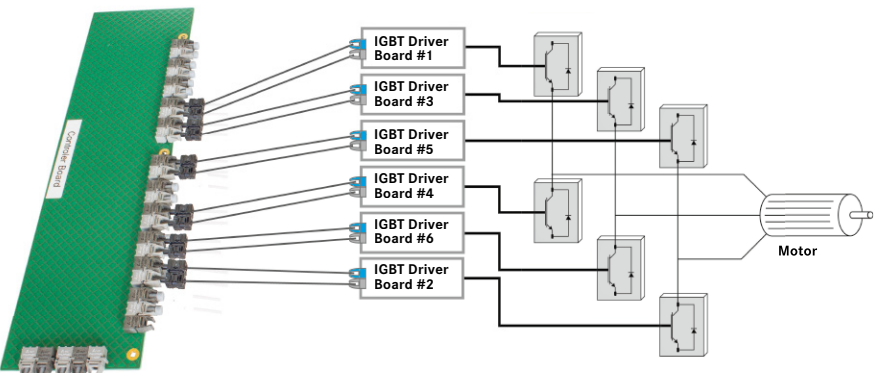 Controller Board
IGBT Driver
Board #1
IGBT Driver
Board #3
IGBT Driver
Board #5
IGBT Driver
Board #4
IGBT Driver
Board #6
IGBT Driver
Board #2
Motor